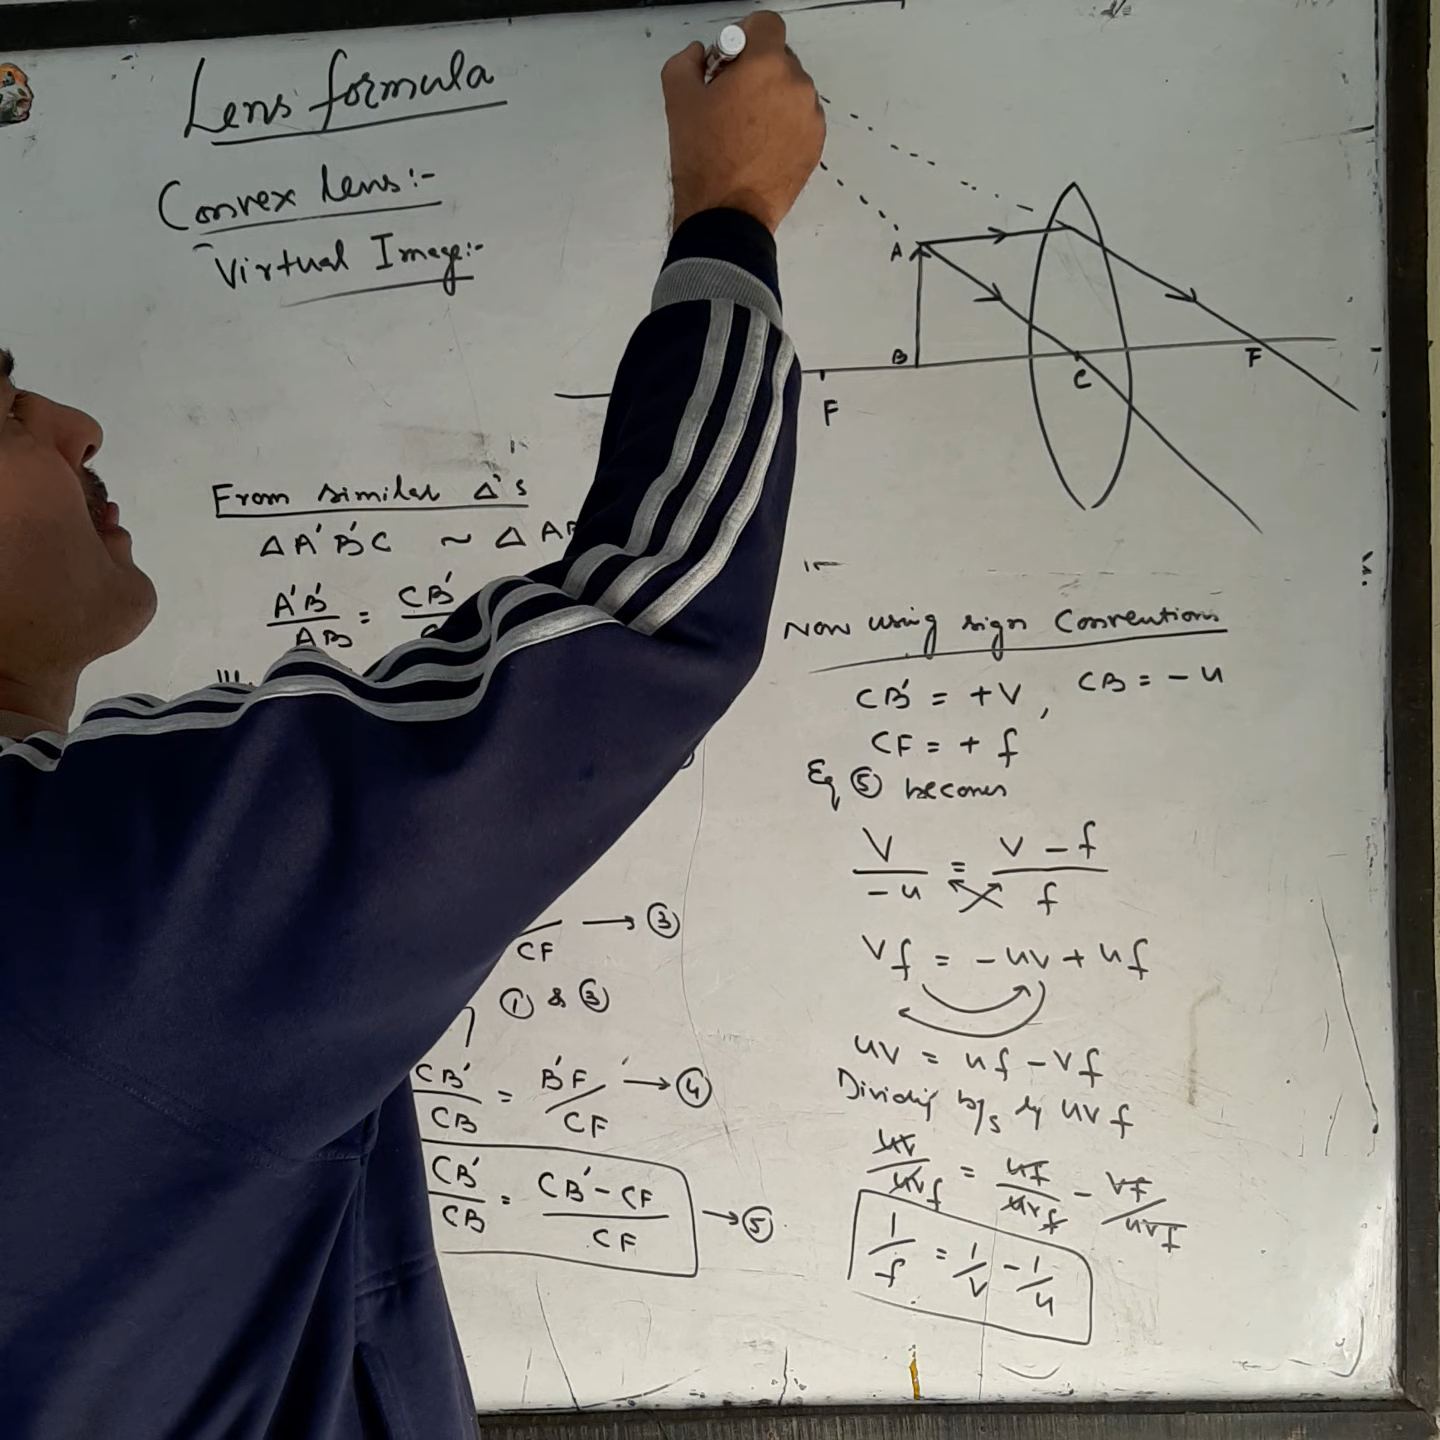 Lens formula
Convex lens:-
Virtual Image:-
A
B
C
F
F
From similar Δ's
ΔA'B'C ~ Δ
A'B'/AB = CB'/
/CF → ③
① & ③
CB'/CB = B'F/CF → ④
CB'/CB = CB'-CF/CF → ⑤
Now using sign Conventions
CB' = +V, CB = -u
CF = + f
Eq ⑤ becomes
V/-u = V-f/f
Vf = -uv + uf
uv = uf - vf
Dividing b/s by uvf
uv/uvf = uf/uvf - vf/uvf
1/f = 1/v - 1/u